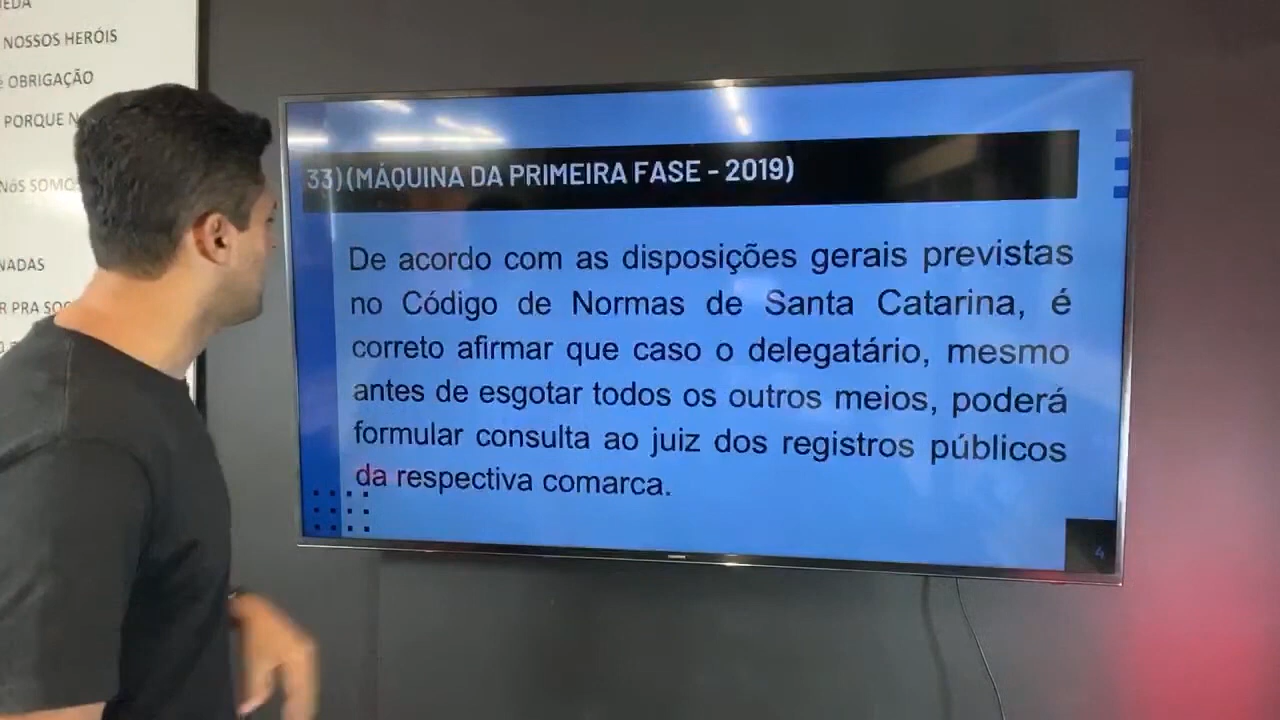 NOSSOS HERÓIS
OBRIGAÇÃO
PORQUE
NóS SOMOS
NADAS
R PRA
33) (MÁQUINA DA PRIMEIRA FASE - 2019)
De acordo com as disposições gerais previstas
no Código de Normas de Santa Catarina, é
correto afirmar que caso o delegatário, mesmo
antes de esgotar todos os outros meios, poderá
formular consulta ao juiz dos registros públicos
da respectiva comarca.
4